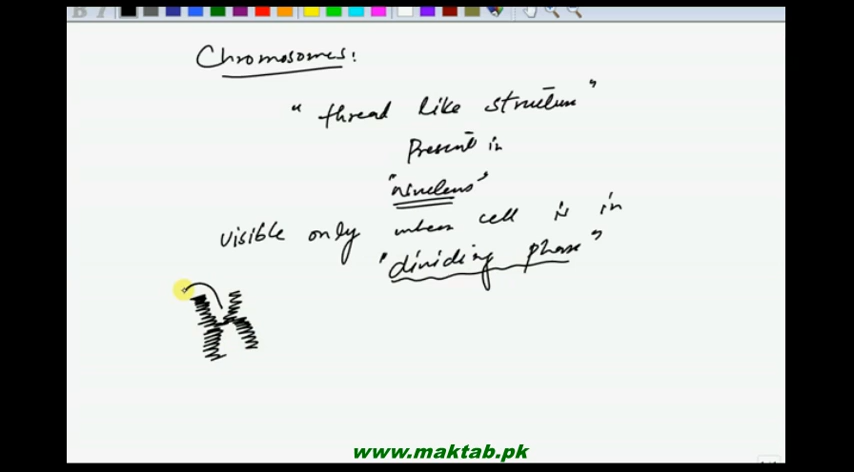 Chromosomes:
"thread like structure"
Present in
"nucleus"
visible only when cell is in
"dividing phase"
www.maktab.pk